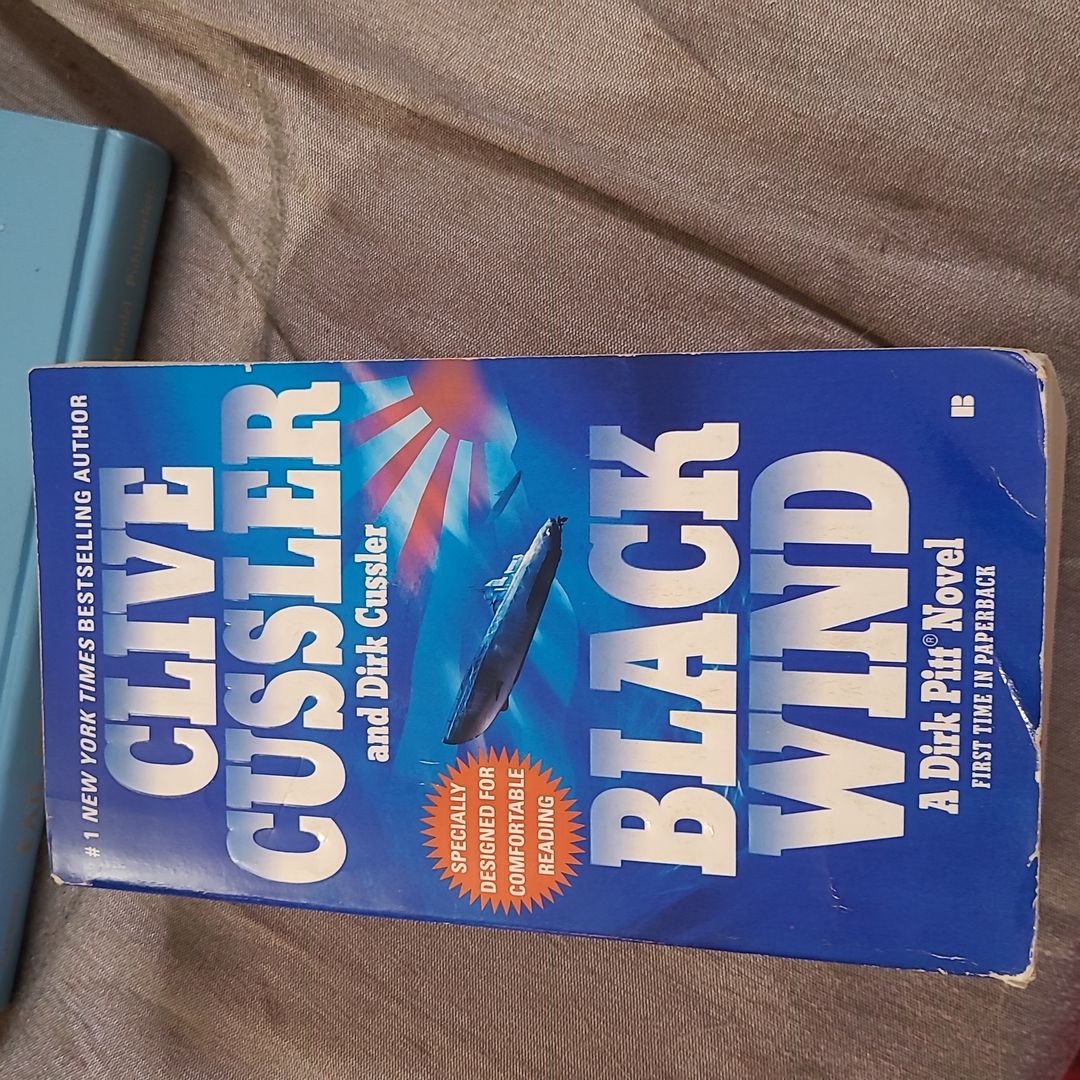 #1 NEW YORK TIMES BESTSELLING AUTHOR
CLIVE
CUSSLER
and Dirk Cussler
SPECIALLY
DESIGNED FOR
COMFORTABLE
READING
BLACK
WIND
A Dirk Pitt® Novel
FIRST TIME IN PAPERBACK
B